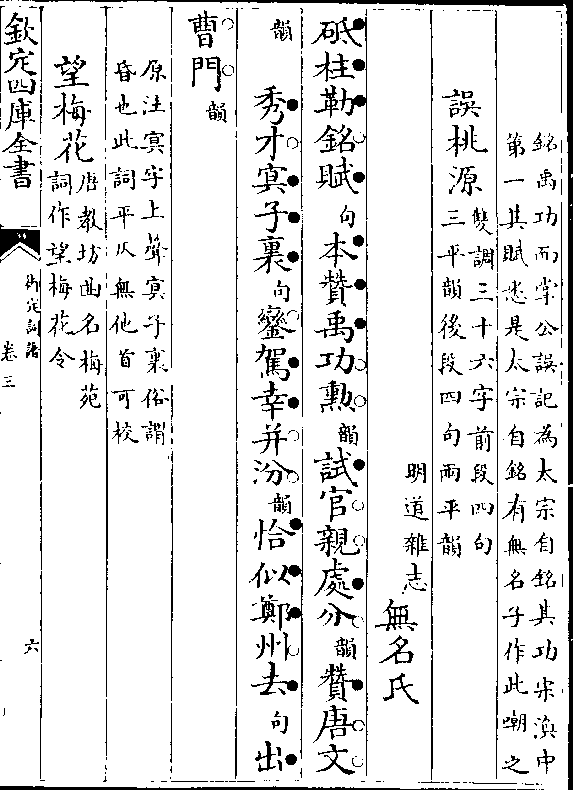 銘禹功而掌公誤記為太宗自銘其功宋滇中
第一其賦悉是太宗自銘有無名子作此嘲之
誤桃源 雙調三十六字前段四句
三平韻後段四句兩平韻
明道雜志 無名氏
砥柱勒銘賦句本贊禹功勲韻試官親處分韻贊唐文
韻 秀才㝠子裏句鑾駕幸并汾韻恰似鄭州去句出
曹門韻
原注㝠字上聲㝠子裏俗謂
昏也此詞平仄無他首可校
望梅花 唐教坊曲名梅苑
詞作望梅花令
欽定四庫全書
御定詞譜
卷三
六